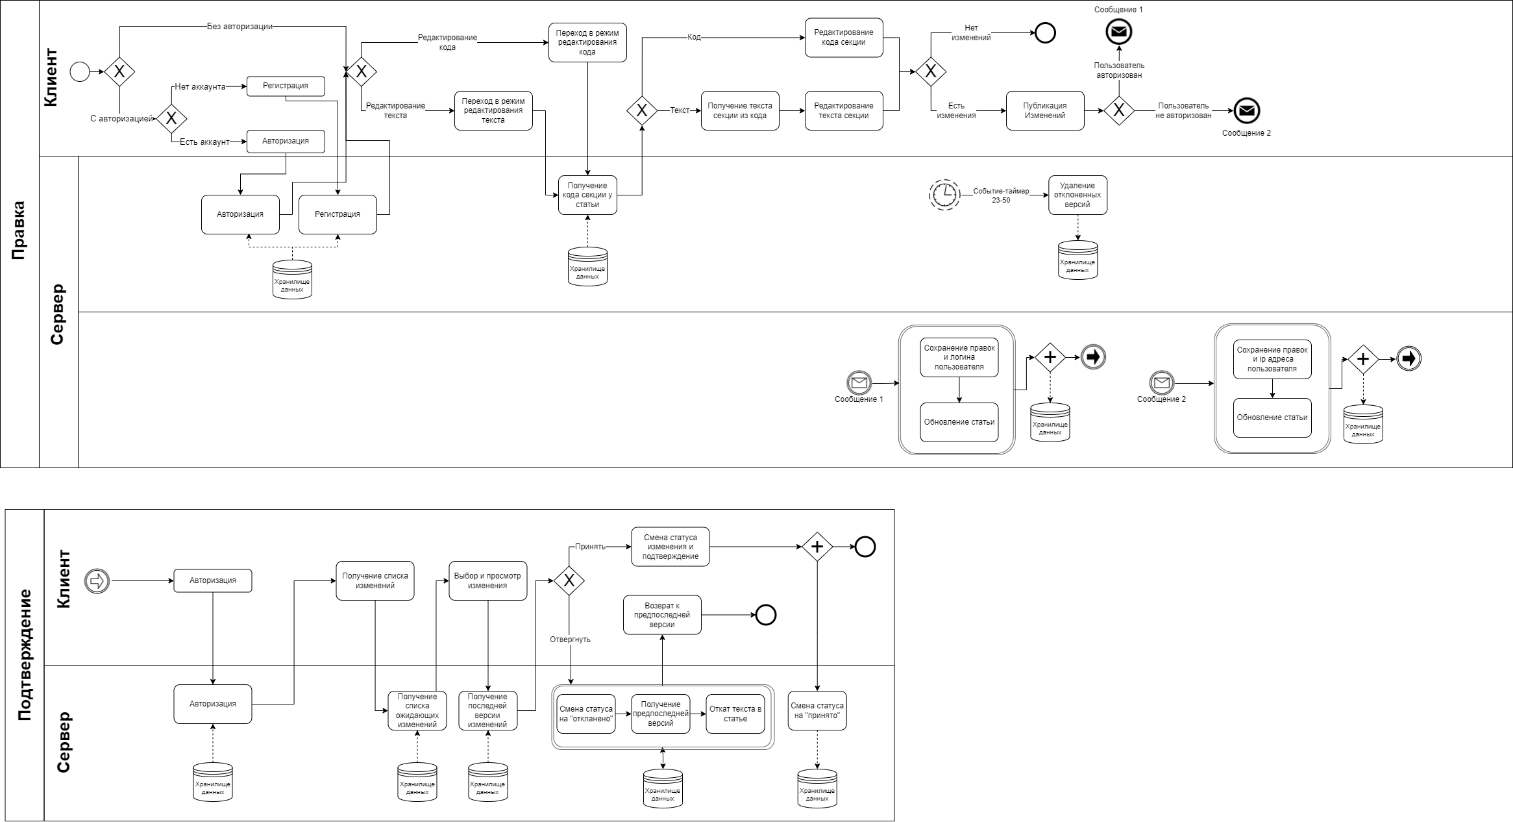 Правка
Клиент
Без авторизации
С авторизацией
Нет аккаунта
Есть аккаунт
Регистрация
Авторизация
Редактирование
кода
Редактирование
текста
Переход в режим
редактирования
кода
Переход в режим
редактирования
текста
Код
Текст
Редактирование
кода секции
Получение текста
секции из кода
Редактирование
текста секции
Нет
изменений
Есть
изменения
Публикация
Изменений
Сообщение 1
Пользователь
авторизован
Пользователь
не авторизован
Сообщение 2
Сервер
Авторизация
Регистрация
Хранилище
данных
Получение
кода секции у
статьи
Хранилище
данных
Событие-таймер
23-50
Удаление
отклоненных
версий
Хранилище
данных
Сообщение 1
Сохранение правок
и логина
пользователя
Обновление статьи
Хранилище
данных
Сообщение 2
Сохранение правок
и ip адреса
пользователя
Обновление статьи
Хранилище
данных
Подтверждение
Клиент
Авторизация
Получение списка
изменений
Выбор и просмотр
изменения
Принять
Отвергнуть
Смена статуса
изменения и
подтверждение
Возврат к
предпоследней
версии
Сервер
Авторизация
Хранилище
данных
Получение
списка
ожидающих
изменений
Хранилище
данных
Получение
последней
версии
изменений
Хранилище
данных
Смена статуса
на "откланено"
Получение
предпоследней
версий
Откат текста в
статье
Хранилище
данных
Смена статуса
на "принято"
Хранилище
данных